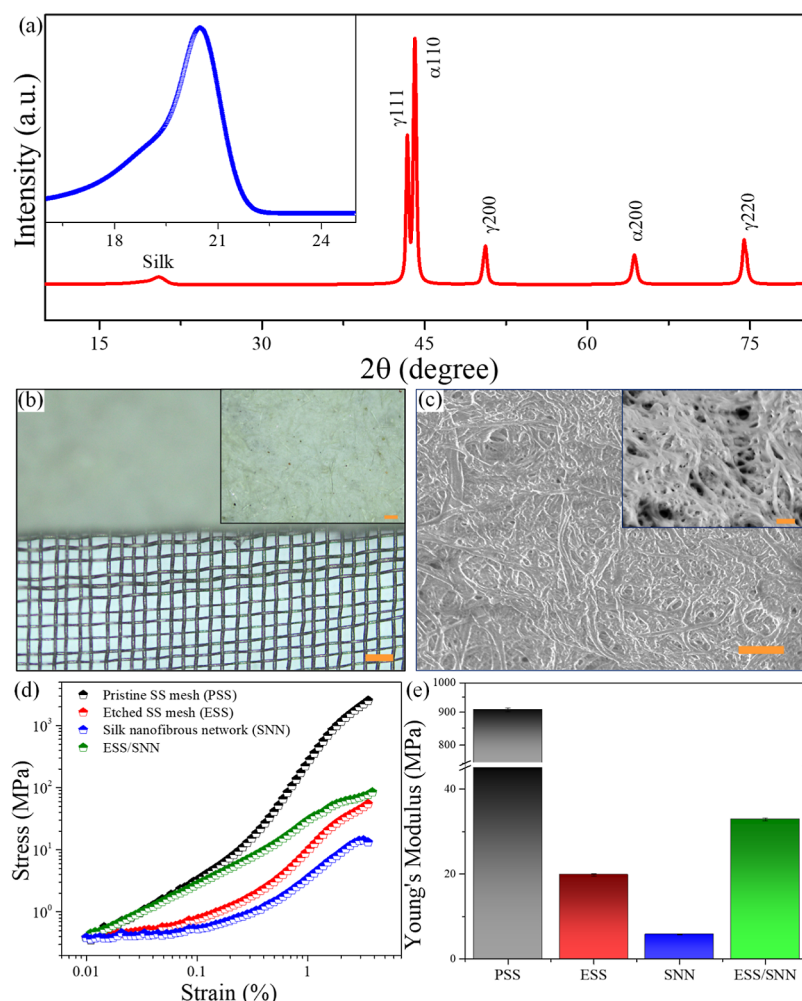 (a)
Intensity (a.u.)
18 21 24
Silk
γ111
α110
γ200
α200
γ220
15 30 45 60 75
2θ (degree)
(b)
(c)
(d)
Pristine SS mesh (PSS)
Etched SS mesh (ESS)
Silk nanofibrous network (SNN)
ESS/SNN
Stress (MPa)
10³
10²
10¹
10⁰
0.01 0.1 1
Strain (%)
(e)
Young's Modulus (MPa)
1000
900
800
40
20
0
PSS ESS SNN ESS/SNN